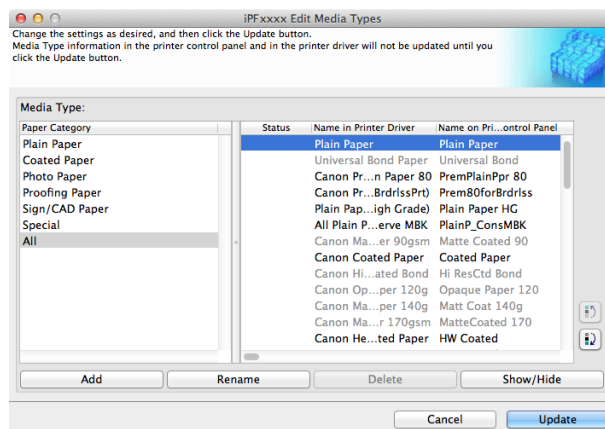 iPFxxxx Edit Media Types
Change the settings as desired, and then click the Update button.
Media Type information in the printer control panel and in the printer driver will not be updated until you
click the Update button.
Media Type:
Paper Category
Plain Paper
Coated Paper
Photo Paper
Proofing Paper
Sign/CAD Paper
Special
All
Status Name in Printer Driver Name on Pri...ontrol Panel
Plain Paper Plain Paper
Universal Bond Paper Universal Bond
Canon Pr...n Paper 80 PremPlainPpr 80
Canon Pr...BrdrlssPrt) Prem80forBrdrlss
Plain Pap...igh Grade) Plain Paper HG
All Plain P...erve MBK PlainP_ConsMBK
Canon Ma...er 90gsm Matte Coated 90
Canon Coated Paper Coated Paper
Canon Hi...ated Bond Hi ResCtd Bond
Canon Op...per 120g Opaque Paper 120
Canon Ma...per 140g Matt Coat 140g
Canon Ma...r 170gsm MatteCoated 170
Canon He...ted Paper HW Coated
Add Rename Delete Show/Hide
Cancel Update